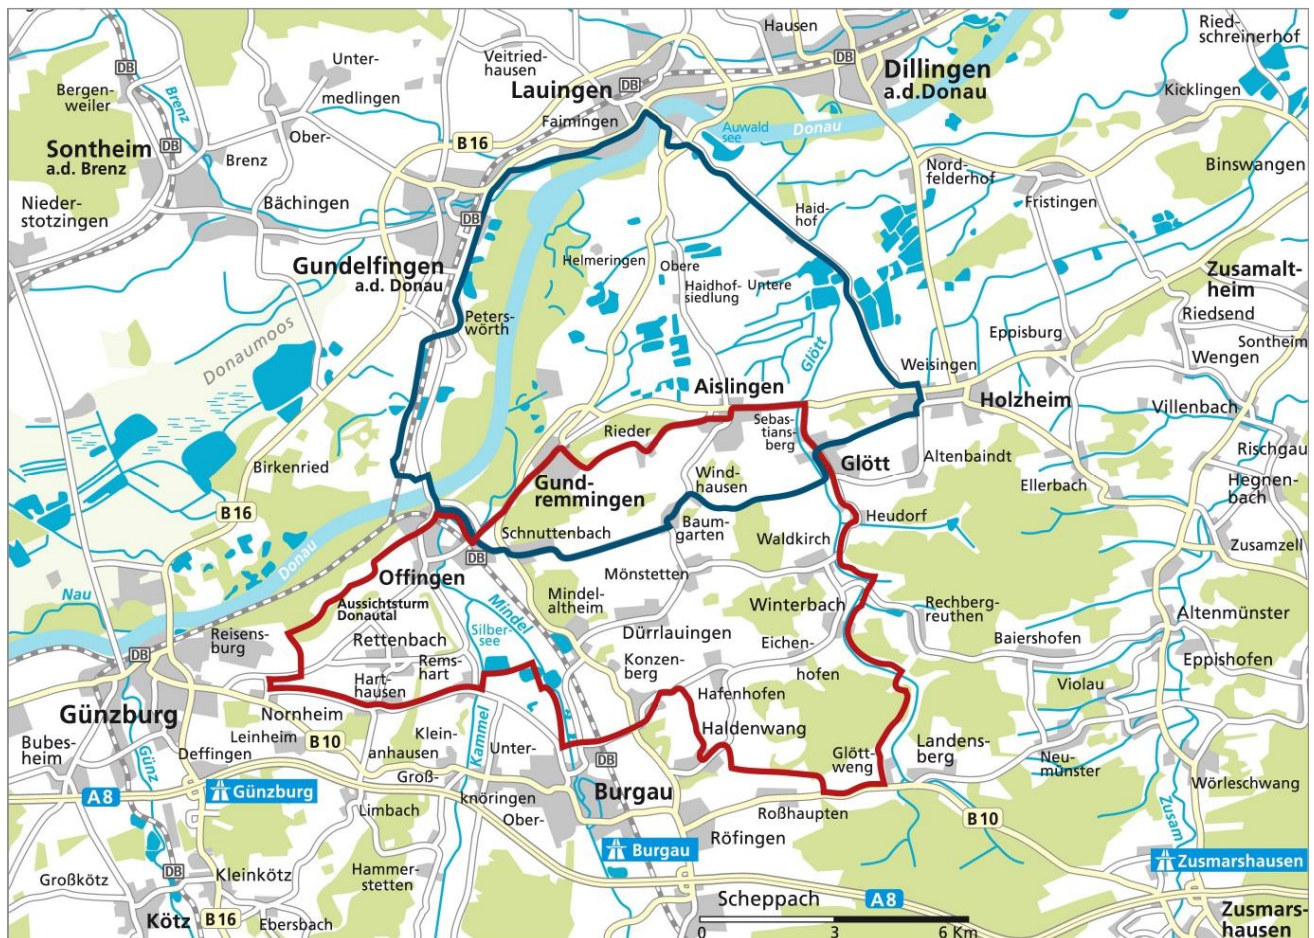 Hausen
Ried-
schreinerhof
Unter-
medlingen
Veitried-
hausen
DB
DB
DB
Dillingen
a.d.Donau
Lauingen
Bergen-
weiler
Brenz
Kicklingen
Faimingen
Auwald
see
Donau
Ober-
B 16
Sontheim
a.d. Brenz
DB
Brenz
Nord-
felderhof
Binswangen
Nieder-
stotzingen
Bächingen
DB
Haid-
hof
Fristingen
Gundelfingen
a.d. Donau
Helmeringen
Obere
Haidhof-
siedlung
Untere
Zusamalt-
heim
Riedsend
Peters-
wörth
Donaumoos
Glött
Eppisburg
Sontheim
Wengen
Weisingen
Aislingen
Holzheim
Villenbach
Rieder
Sebas-
tians-
berg
Rischgau
Birkenried
Glött
Altenbaindt
Wind-
hausen
Ellerbach
Hegnen-
bach
Gund-
remmingen
B 16
Schnuttenbach
Baum-
garten
Heudorf
Waldkirch
Zusamzell
Donau
DB
Offingen
Mönstetten
Nau
Aussichtsturm
Donautal
Mindel
Mindel-
altheim
Winterbach
Rechberg-
reuthen
Altenmünster
Reisens-
burg
Rettenbach
Silber-
see
Dürrlauingen
Eichen-
hofen
Baiershofen
Eppishofen
DB
Rems-
hart
Konzen-
berg
Hart-
hausen
Hafenhofen
Violau
Günzburg
Nornheim
Haldenwang
Leinheim
B 10
Klein-
anhausen
Kammel
Unter-
Glött-
weng
Landens-
berg
Neu-
münster
Bubes-
heim
Deffingen
Günz
DB
Groß-
Wörleschwang
A 8
Günzburg
knöringen
Burgau
Limbach
Ober-
Roßhaupten
B 10
Zusam
Röfingen
Burgau
Zusmarshausen
Hammer-
stetten
Großkötz
DB
Kleinkötz
Scheppach
A 8
Kötz
B 16
Ebersbach
0
3
6 Km
Zusmars-
hausen